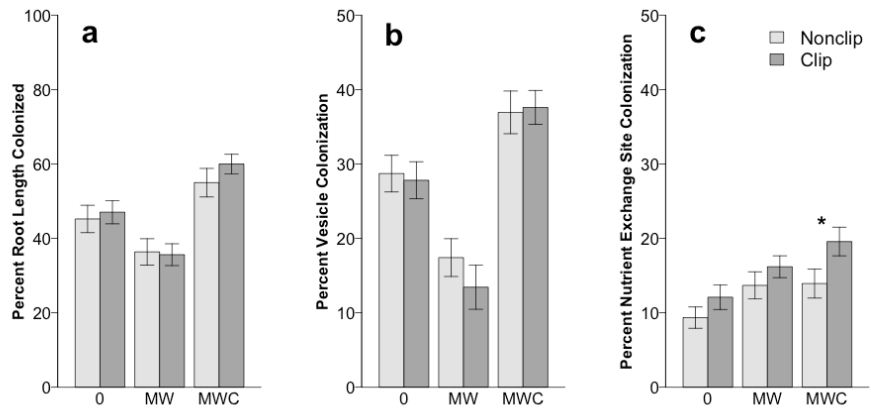 a
Percent Root Length Colonized
100
80
60
40
20
0
0 MW MWC
b
Percent Vesicle Colonization
50
40
30
20
10
0
0 MW MWC
c
Nonclip
Clip
Percent Nutrient Exchange Site Colonization
50
40
30
20
10
0
*
0 MW MWC